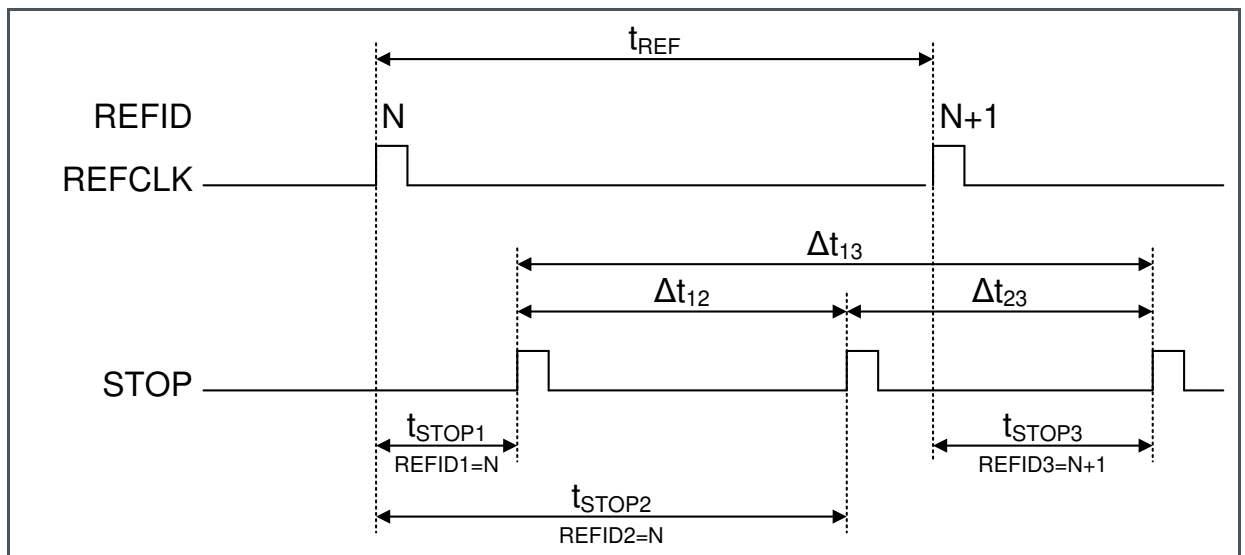 tREF
REFID N N+1
REFCLK
Δt13
Δt12 Δt23
STOP
tSTOP1 tSTOP3
REFID1=N REFID3=N+1
tSTOP2
REFID2=N